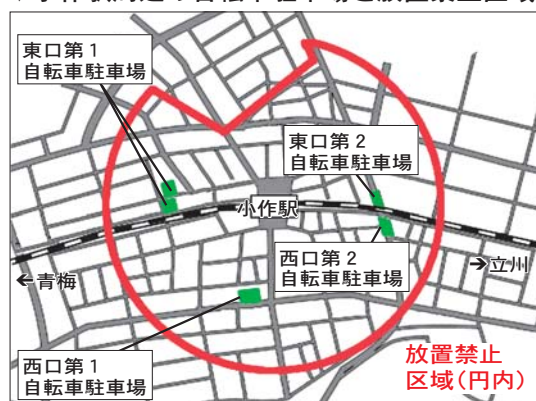 東口第1
自転車駐車場
東口第2
自転車駐車場
小作駅
西口第2
自転車駐車場
←青梅
→立川
西口第1
自転車駐車場
放置禁止
区域(円内)